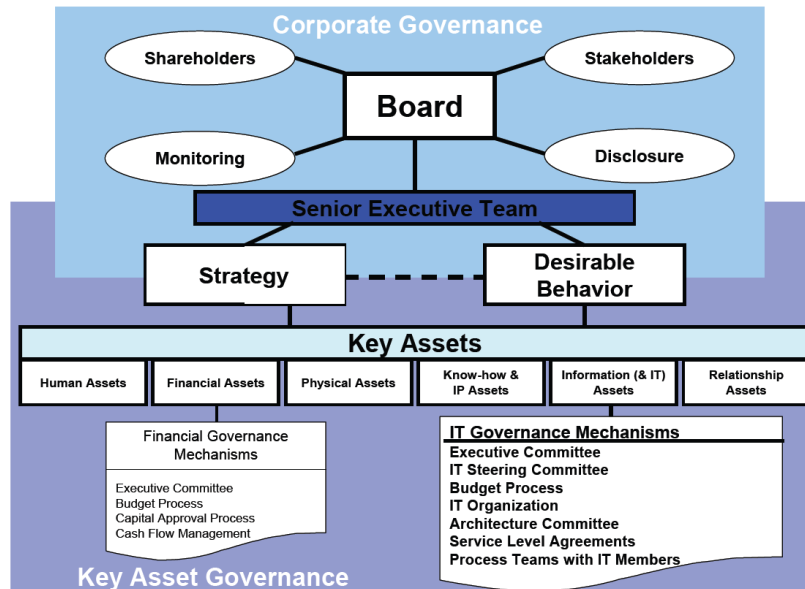 Corporate Governance
Shareholders
Stakeholders
Board
Monitoring
Disclosure
Senior Executive Team
Strategy
Desirable
Behavior
Key Assets
Human Assets
Financial Assets
Physical Assets
Know-how &
IP Assets
Information (& IT)
Assets
Relationship
Assets
Financial Governance
Mechanisms
Executive Committee
Budget Process
Capital Approval Process
Cash Flow Management
IT Governance Mechanisms
Executive Committee
IT Steering Committee
Budget Process
IT Organization
Architecture Committee
Service Level Agreements
Process Teams with IT Members
Key Asset Governance